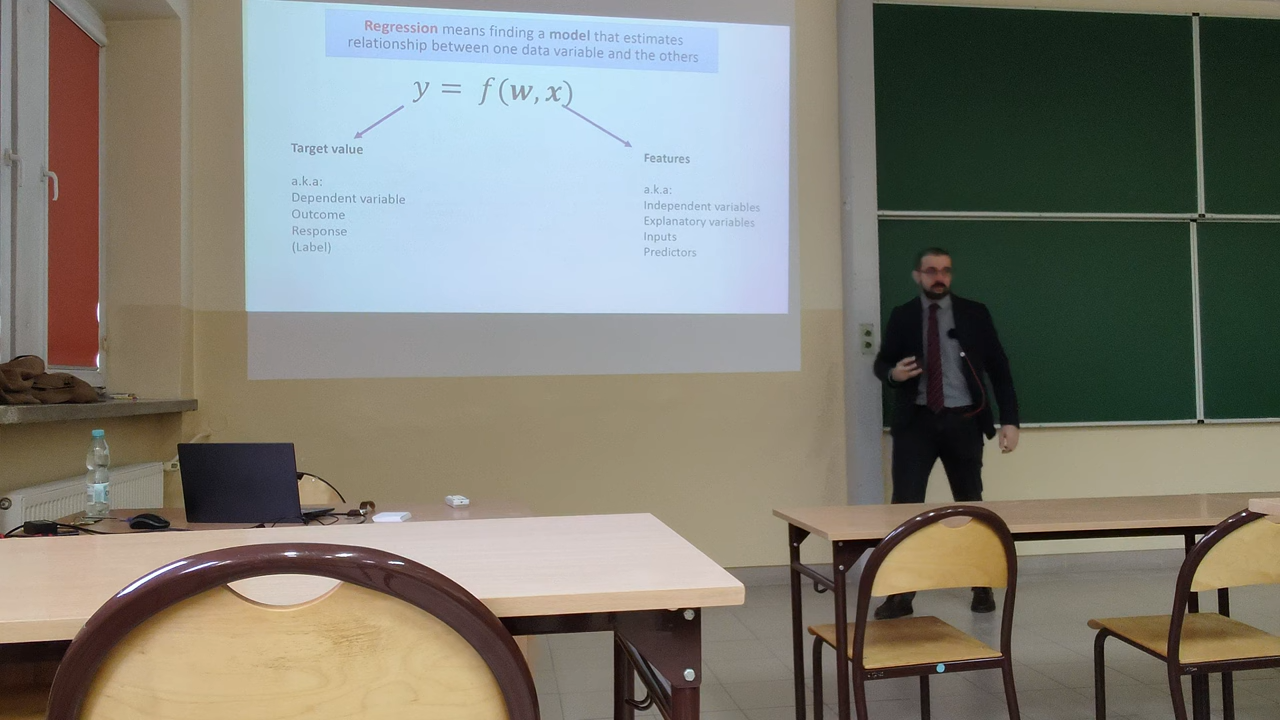 Regression means finding a model that estimates
relationship between one data variable and the others
y = f(w, x)
Target value
a.k.a:
Dependent variable
Outcome
Response
(Label)
Features
a.k.a:
Independent variables
Explanatory variables
Inputs
Predictors